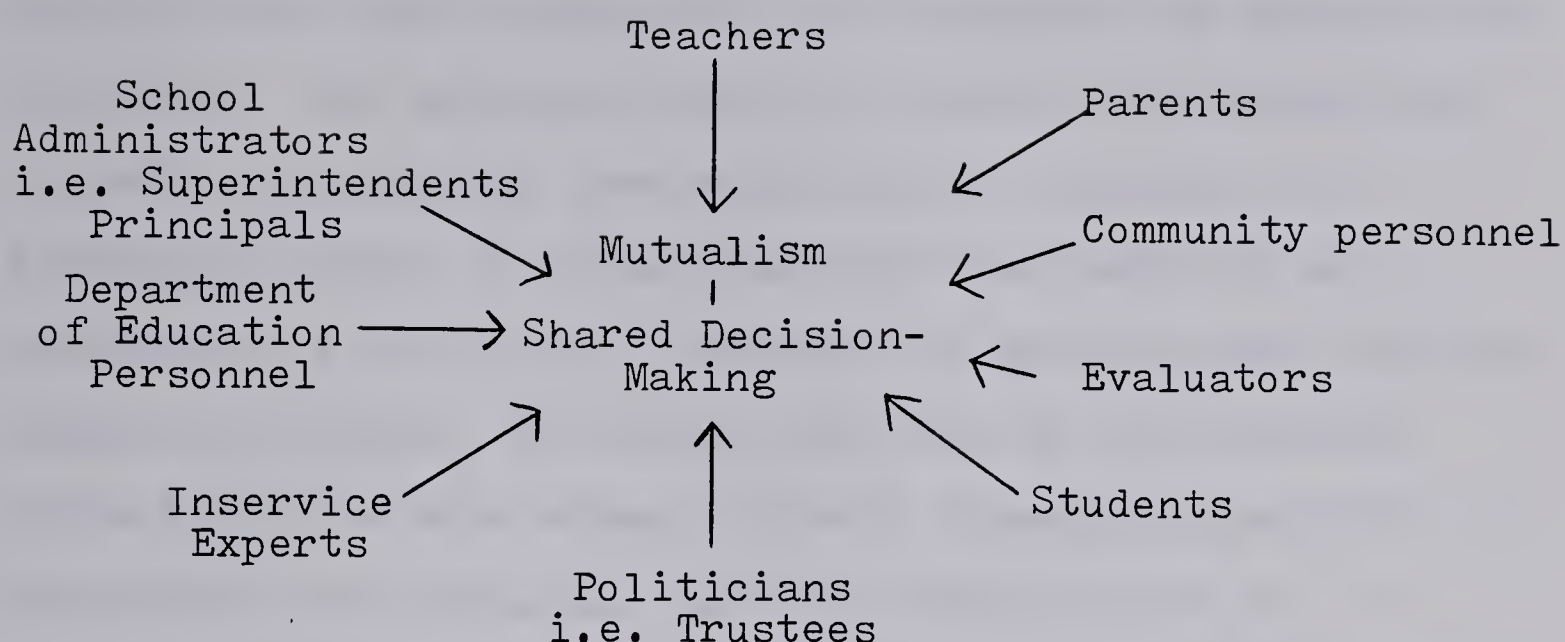 Teachers
School
Administrators
i.e. Superintendents
Principals
Parents
Mutualism
Community personnel
Department
of Education
Personnel
Shared Decision-
Making
Evaluators
Inservice
Experts
Students
Politicians
i.e. Trustees